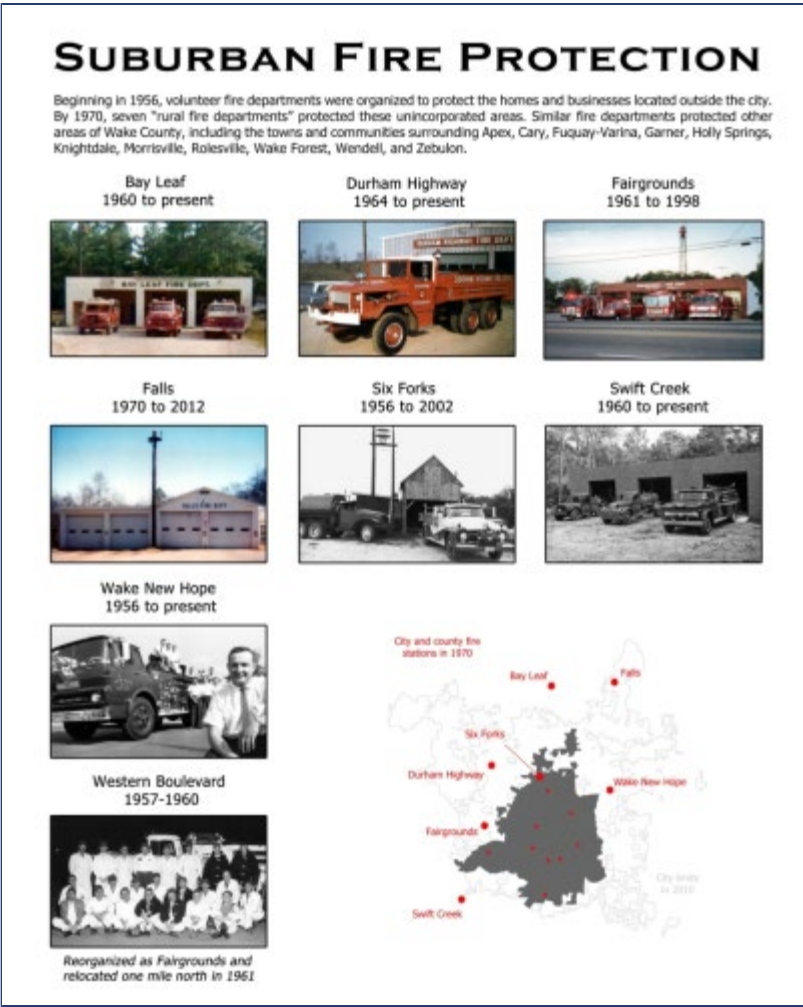 SUBURBAN FIRE PROTECTION
Beginning in 1956, volunteer fire departments were organized to protect the homes and businesses located outside the city.
By 1970, seven "rural fire departments" protected these unincorporated areas. Similar fire departments protected other
areas of Wake County, including the towns and communities surrounding Apex, Cary, Fuquay-Varina, Garner, Holly Springs,
Knightdale, Morrisville, Rolesville, Wake Forest, Wendell, and Zebulon.
Bay Leaf
1960 to present
Durham Highway
1964 to present
Fairgrounds
1961 to 1998
BAY LEAF FIRE DEPT.
DURHAM HIGHWAY FIRE DEPT
Falls
1970 to 2012
Six Forks
1956 to 2002
Swift Creek
1960 to present
FALLS FIRE DEPT
Wake New Hope
1956 to present
Western Boulevard
1957-1960
Reorganized as Fairgrounds and
relocated one mile north in 1961
City and county fire
stations in 1970
Bay Leaf
Falls
Six Forks
Durham Highway
Wake New Hope
Fairgrounds
City limits
in 2010
Swift Creek